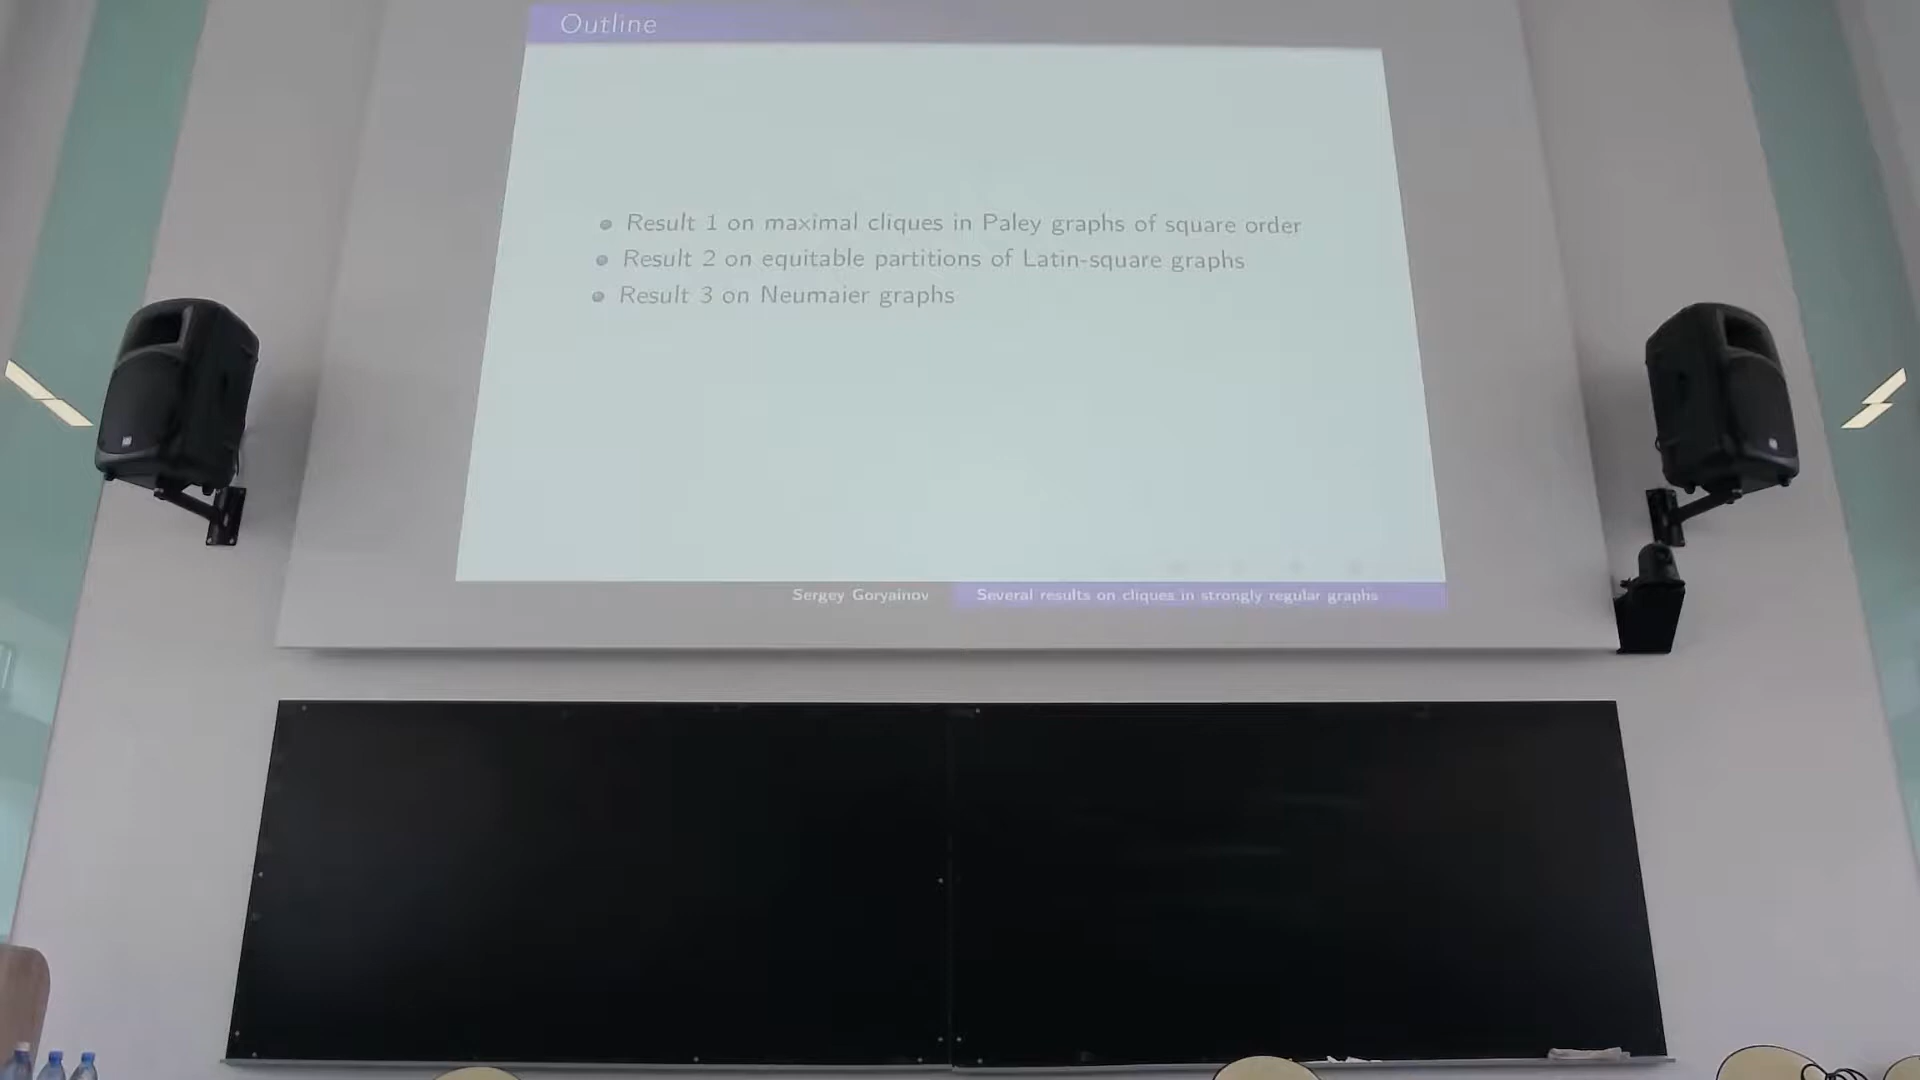 Outline
Result 1 on maximal cliques in Paley graphs of square order
Result 2 on equitable partitions of Latin-square graphs
Result 3 on Neumaier graphs
Sergey Goryainov
Several results on cliques in strongly regular graphs